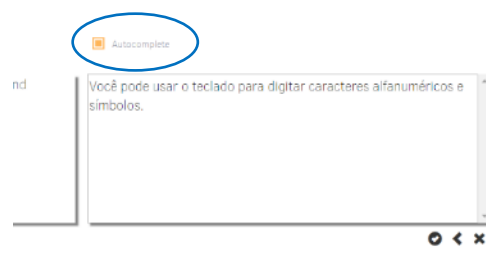 Autocomplete
nd
Você pode usar o teclado para digitar caracteres alfanuméricos e
símbolos.